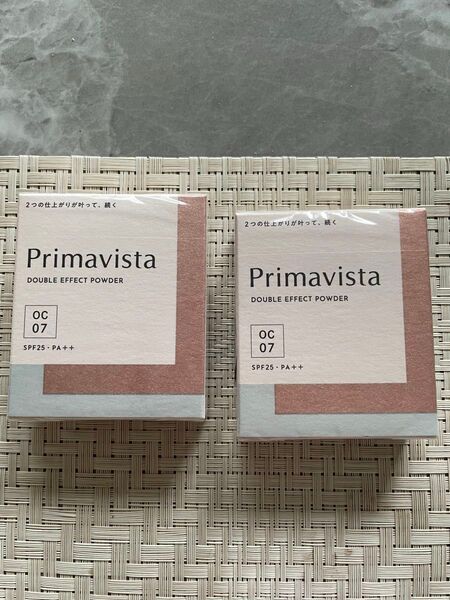 2つの仕上がりが叶って、続く
Primavista
DOUBLE EFFECT POWDER
OC
07
SPF25・PA++
2つの仕上がりが叶って、続く
Primavista
DOUBLE EFFECT POWDER
OC
07
SPF25・PA++